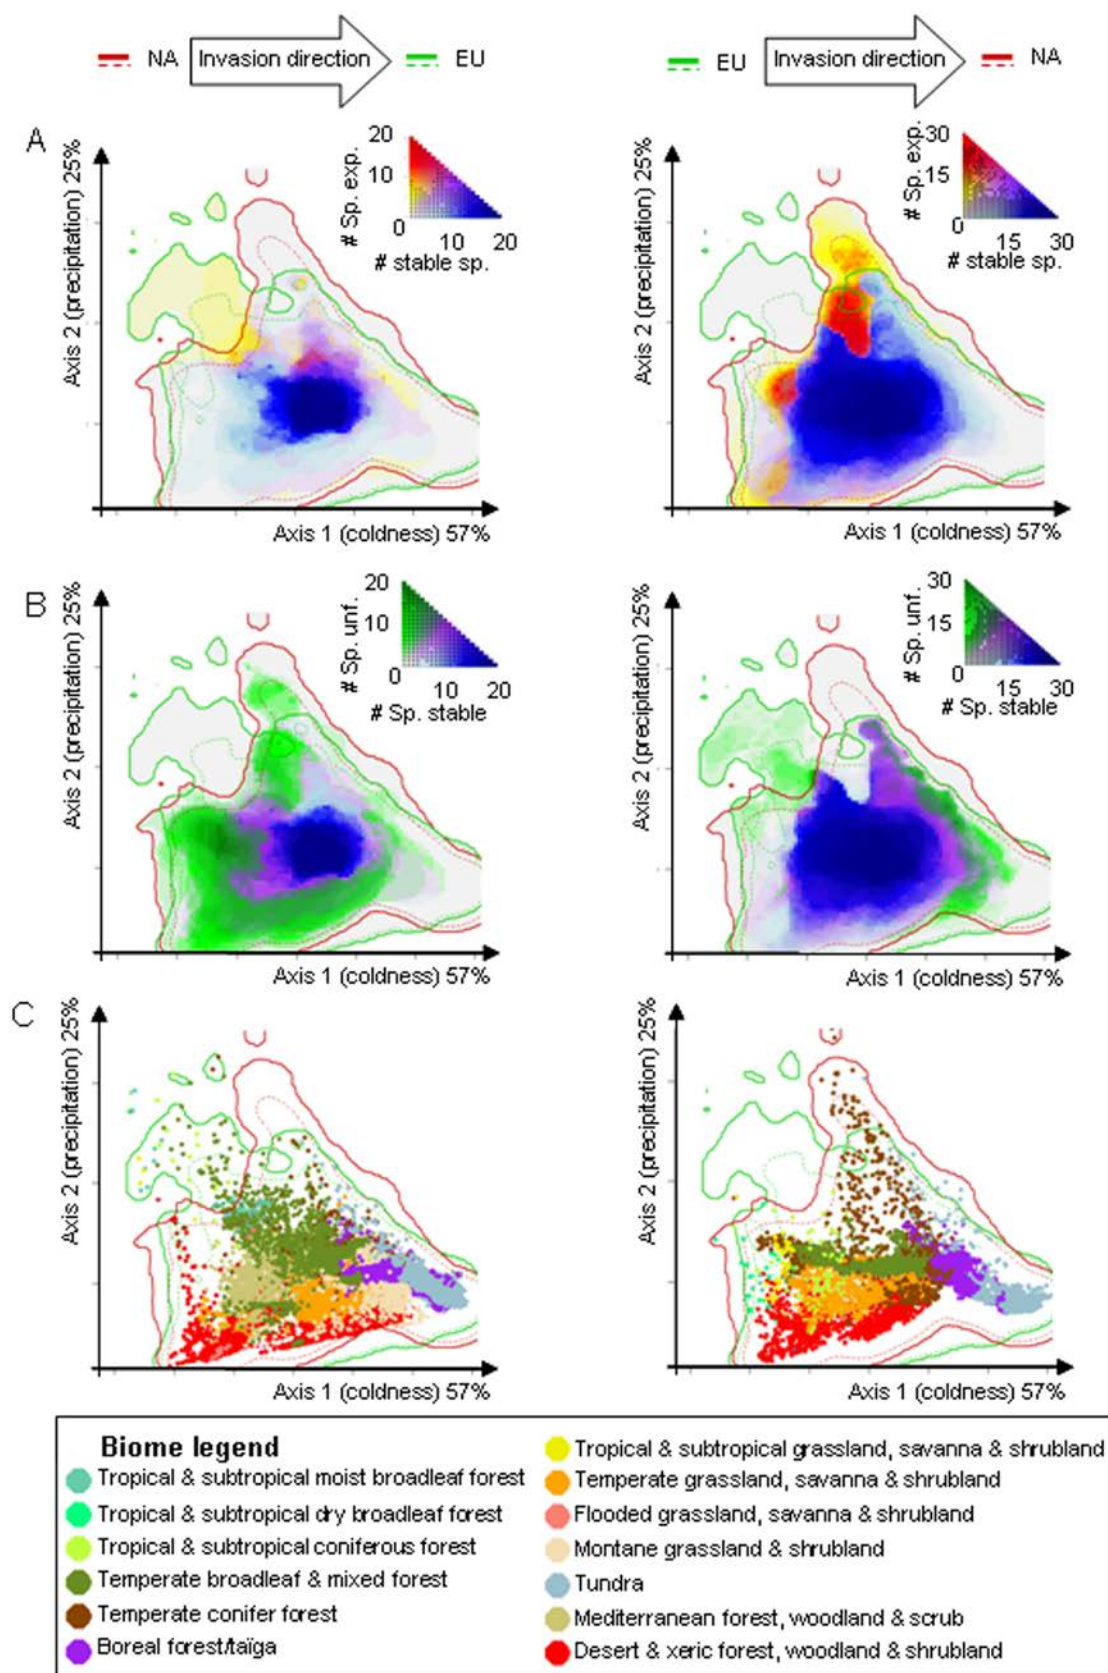 NA Invasion direction EU
EU Invasion direction NA
A
Axis 2 (precipitation) 25%
# Sp. exp.
20
10
0
10 20
# stable sp.
Axis 1 (coldness) 57%
Axis 2 (precipitation) 25%
# Sp. exp.
30
15
0
15 30
# stable sp.
Axis 1 (coldness) 57%
B
Axis 2 (precipitation) 25%
# Sp. unf.
20
10
0
10 20
# Sp. stable
Axis 1 (coldness) 57%
Axis 2 (precipitation) 25%
# Sp. unf.
30
15
0
15 30
# Sp. stable
Axis 1 (coldness) 57%
C
Axis 2 (precipitation) 25%
Axis 1 (coldness) 57%
Axis 2 (precipitation) 25%
Axis 1 (coldness) 57%
Biome legend
Tropical & subtropical moist broadleaf forest
Tropical & subtropical dry broadleaf forest
Tropical & subtropical coniferous forest
Temperate broadleaf & mixed forest
Temperate conifer forest
Boreal forest/taïga
Tropical & subtropical grassland, savanna & shrubland
Temperate grassland, savanna & shrubland
Flooded grassland, savanna & shrubland
Montane grassland & shrubland
Tundra
Mediterranean forest, woodland & scrub
Desert & xeric forest, woodland & shrubland